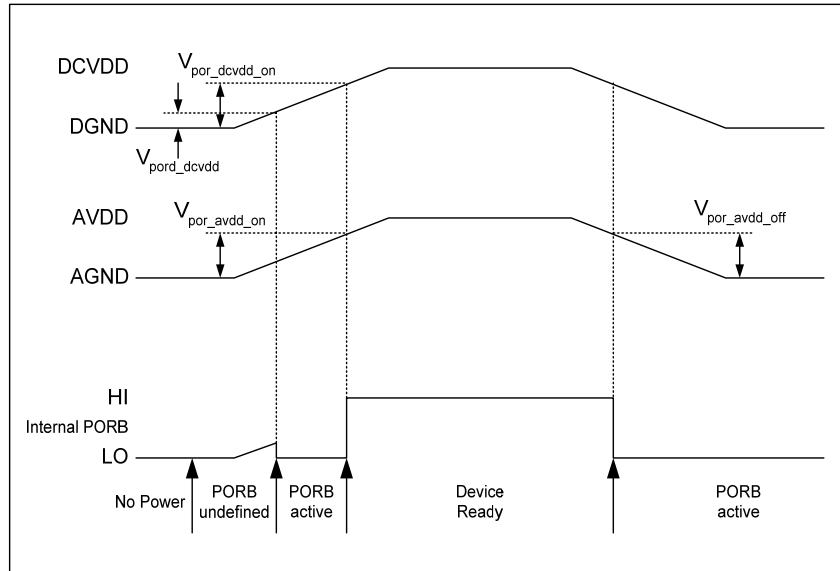 DCVDD
Vpor_dcvdd_on
DGND
Vpord_dcvdd
AVDD
Vpor_avdd_on
Vpor_avdd_off
AGND
HI
Internal PORB
LO
No Power
PORB
undefined
PORB
active
Device
Ready
PORB
active